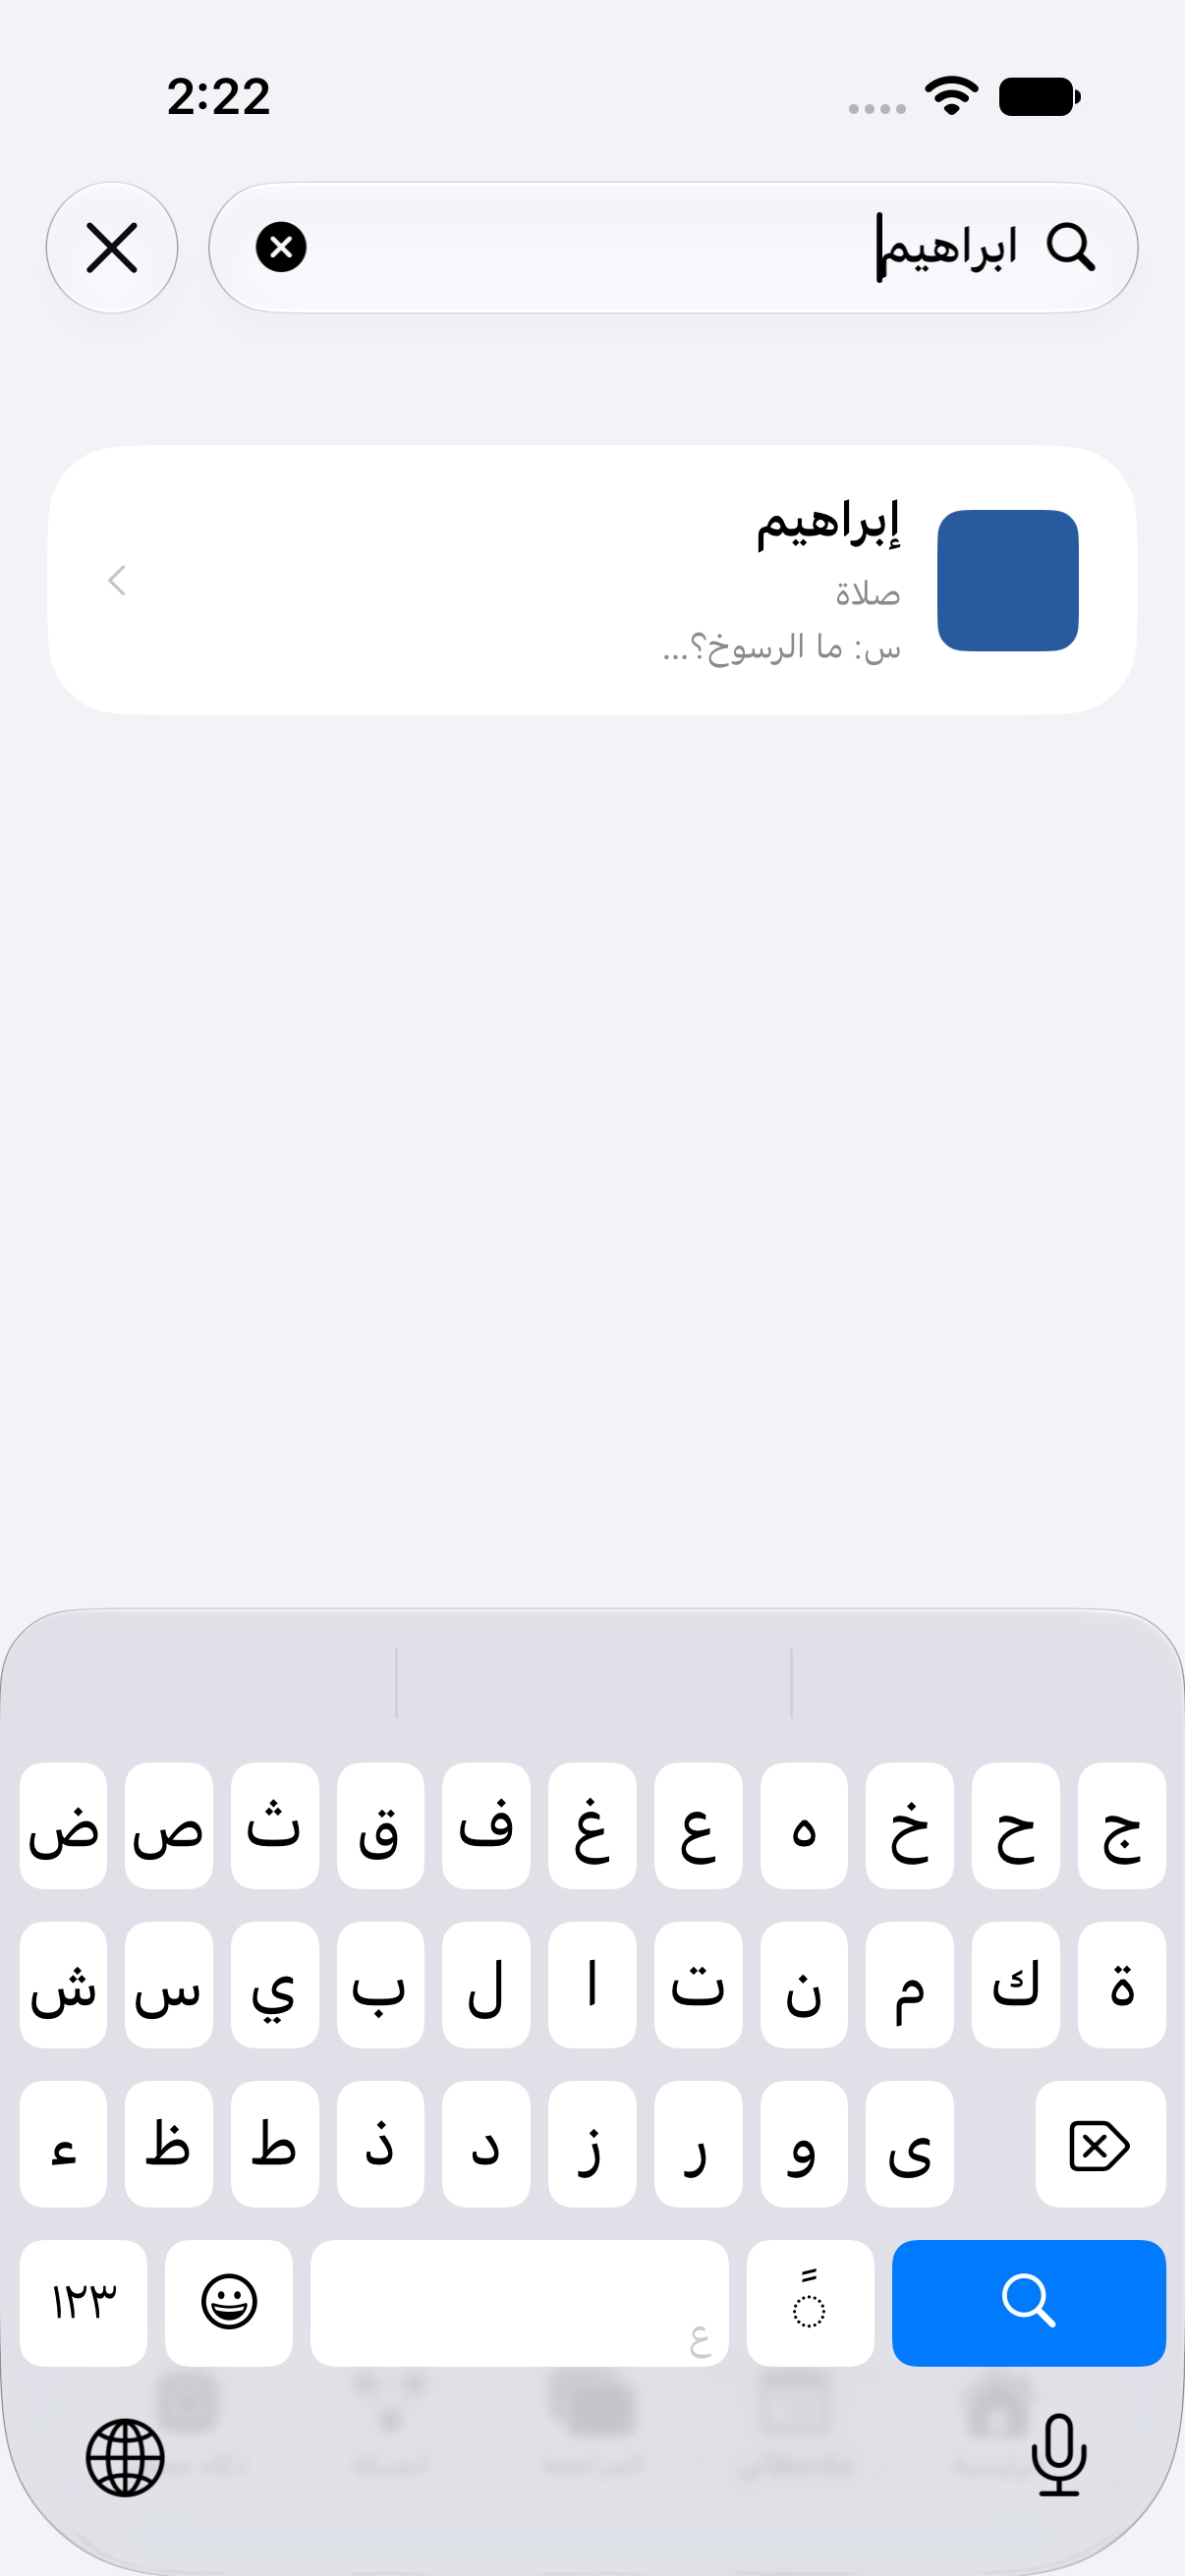 2:22
ابراهيم
إبراهيم
صلاة
س: ما الرسوخ؟...
ض ص ث ق ف غ ع ه خ ح ج
ش س ي ب ل ا ت ن م ك ة
ء ظ ط ذ د ز ر و ى
١٢٣
ع